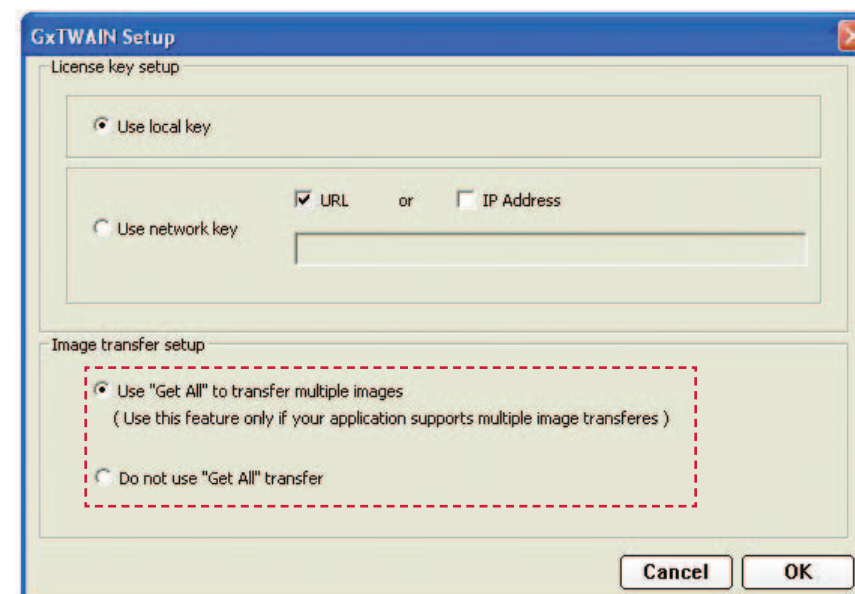 GxTWAIN Setup
License key setup
Use local key
URL or IP Address
Use network key
Image transfer setup
Use "Get All" to transfer multiple images
( Use this feature only if your application supports multiple image transferes )
Do not use "Get All" transfer
Cancel OK